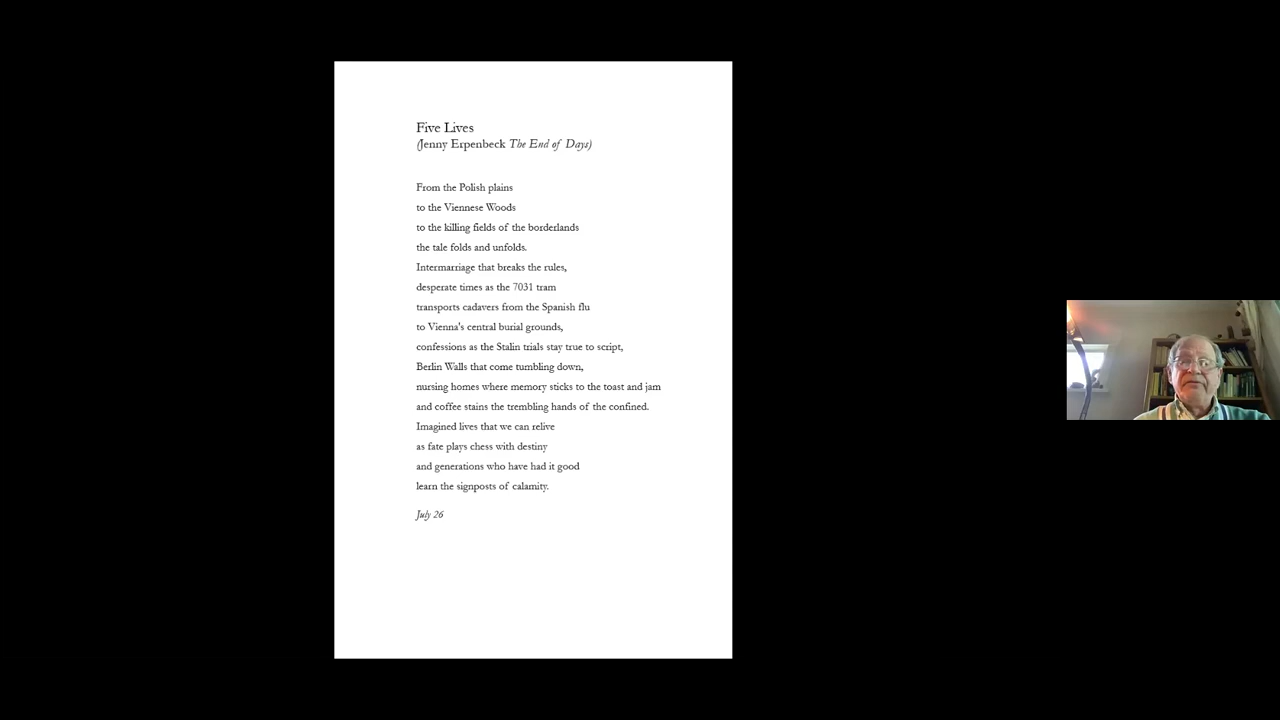 Five Lives
(Jenny Erpenbeck The End of Days)
From the Polish plains
to the Viennese Woods
to the killing fields of the borderlands
the tale folds and unfolds.
Intermarriage that breaks the rules,
desperate times as the 7031 tram
transports cadavers from the Spanish flu
to Vienna's central burial grounds,
confessions as the Stalin trials stay true to script,
Berlin Walls that come tumbling down,
nursing homes where memory sticks to the toast and jam
and coffee stains the trembling hands of the confined.
Imagined lives that we can relive
as fate plays chess with destiny
and generations who have had it good
learn the signposts of calamity.
July 26